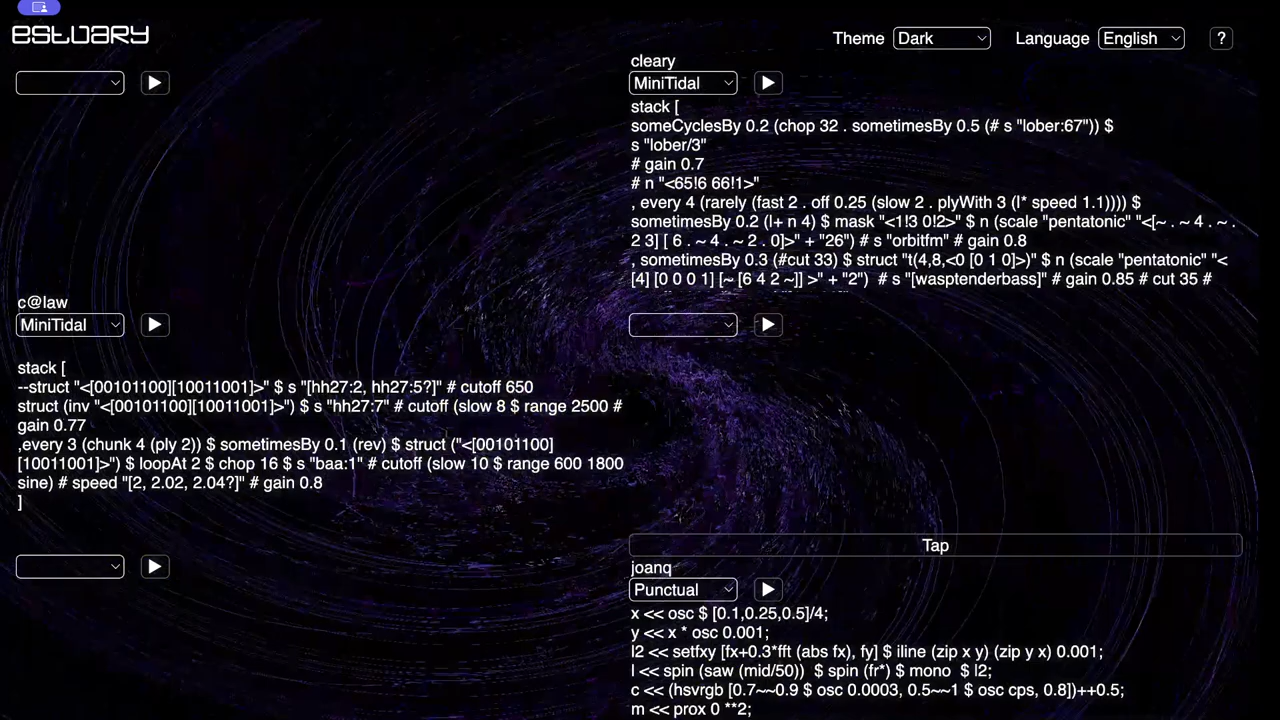 estuary
Theme Dark Language English ?
cleary
MiniTidal
stack [
someCyclesBy 0.2 (chop 32 . sometimesBy 0.5 (# s "lober:67")) $
s "lober/3"
# gain 0.7
# n "<65!6 66!1>"
, every 4 (rarely (fast 2 . off 0.25 (slow 2 . plyWith 3 (|* speed 1.1)))) $
sometimesBy 0.2 (|+ n 4) $ mask "<1!3 0!2>" $ n (scale "pentatonic" "<[~ . ~ 4 . ~ .
2 3] [ 6 . ~ 4 . ~ 2 . 0]>" + "26") # s "orbitfm" # gain 0.8
, sometimesBy 0.3 (#cut 33) $ struct "t(4,8,<0 [0 1 0]>)" $ n (scale "pentatonic" "<
[4] [0 0 0 1] [~ [6 4 2 ~]] >" + "2")  # s "[wasptenderbass]" # gain 0.85 # cut 35 #
c@law
MiniTidal
stack [
--struct "<[00101100][10011001]>" $ s "[hh27:2, hh27:5?]" # cutoff 650
struct (inv "<[00101100][10011001]>") $ s "hh27:7" # cutoff (slow 8 $ range 2500 #
gain 0.77
,every 3 (chunk 4 (ply 2)) $ sometimesBy 0.1 (rev) $ struct ("<[00101100]
[10011001]>") $ loopAt 2 $ chop 16 $ s "baa:1" # cutoff (slow 10 $ range 600 1800
sine) # speed "[2, 2.02, 2.04?]" # gain 0.8
]
Tap
joanq
Punctual
x << osc $ [0.1,0.25,0.5]/4;
y << x * osc 0.001;
l2 << setfxy [fx+0.3*fft (abs fx), fy] $ iline (zip x y) (zip y x) 0.001;
l << spin (saw (mid/50))  $ spin (fr*) $ mono  $ l2;
c << (hsvrgb [0.7~~0.9 $ osc 0.0003, 0.5~~1 $ osc cps, 0.8])++0.5;
m << prox 0 **2;